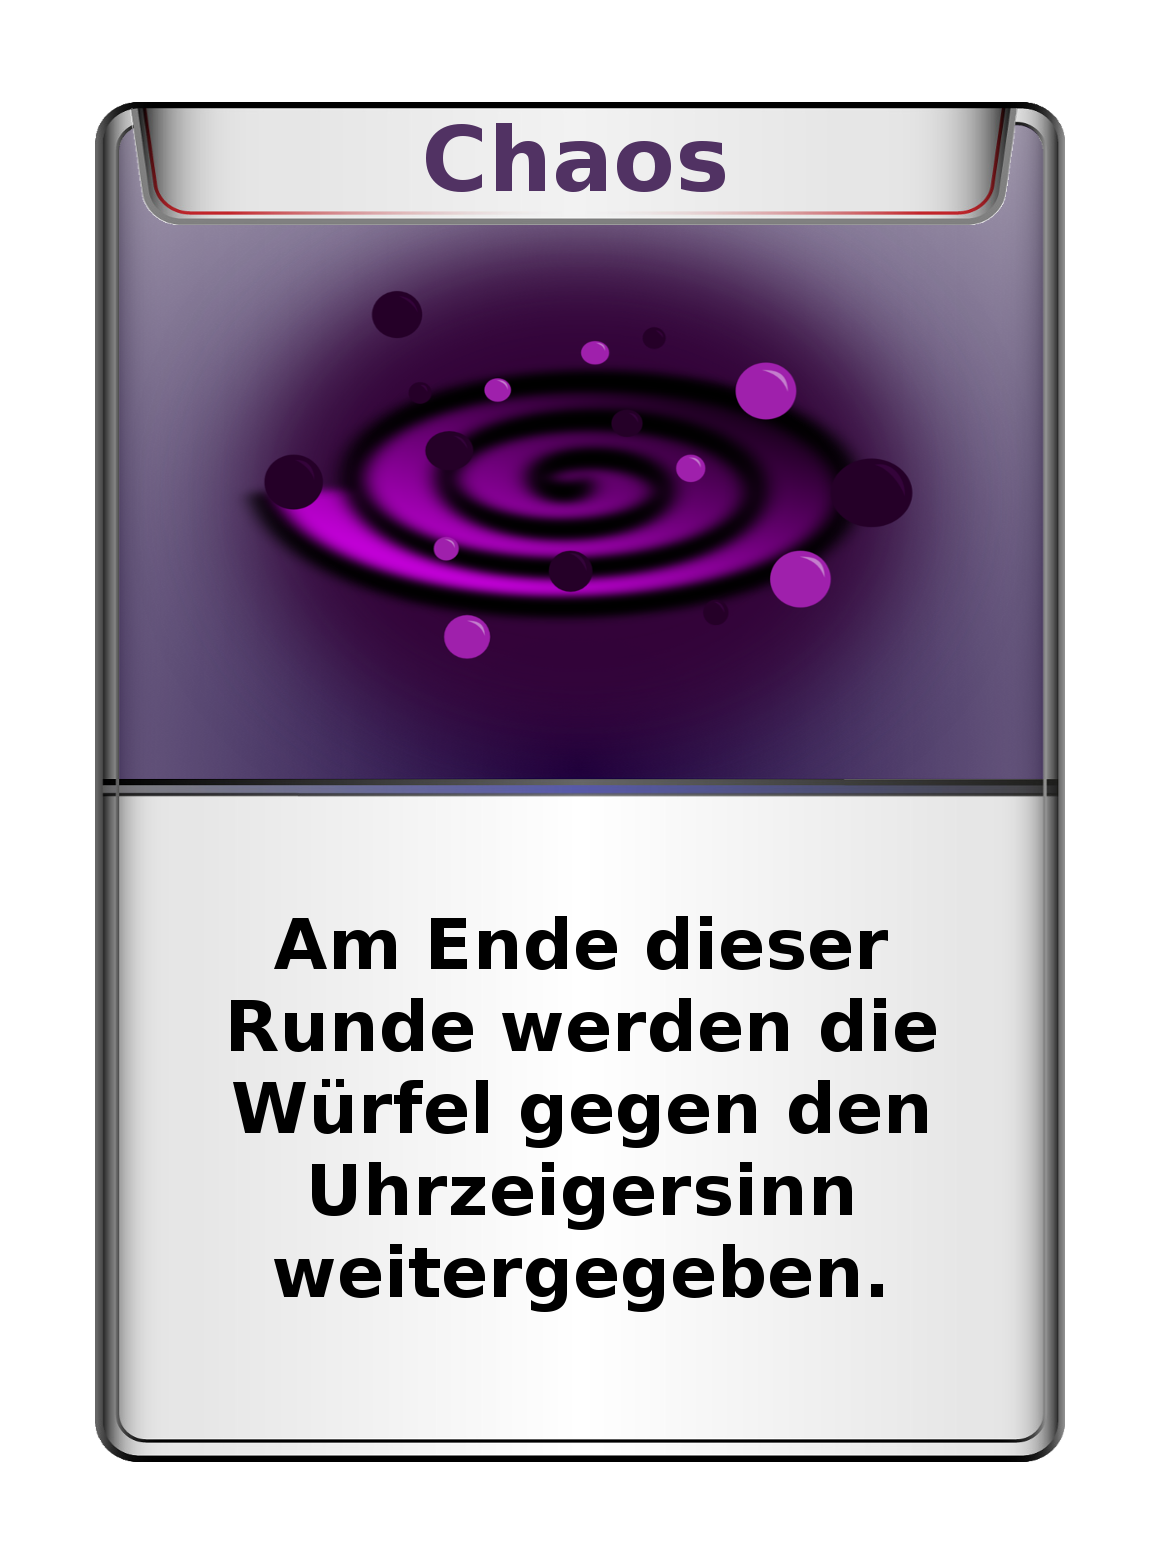 Chaos
Am Ende dieser
Runde werden die
Würfel gegen den
Uhrzeigersinn
weitergegeben.